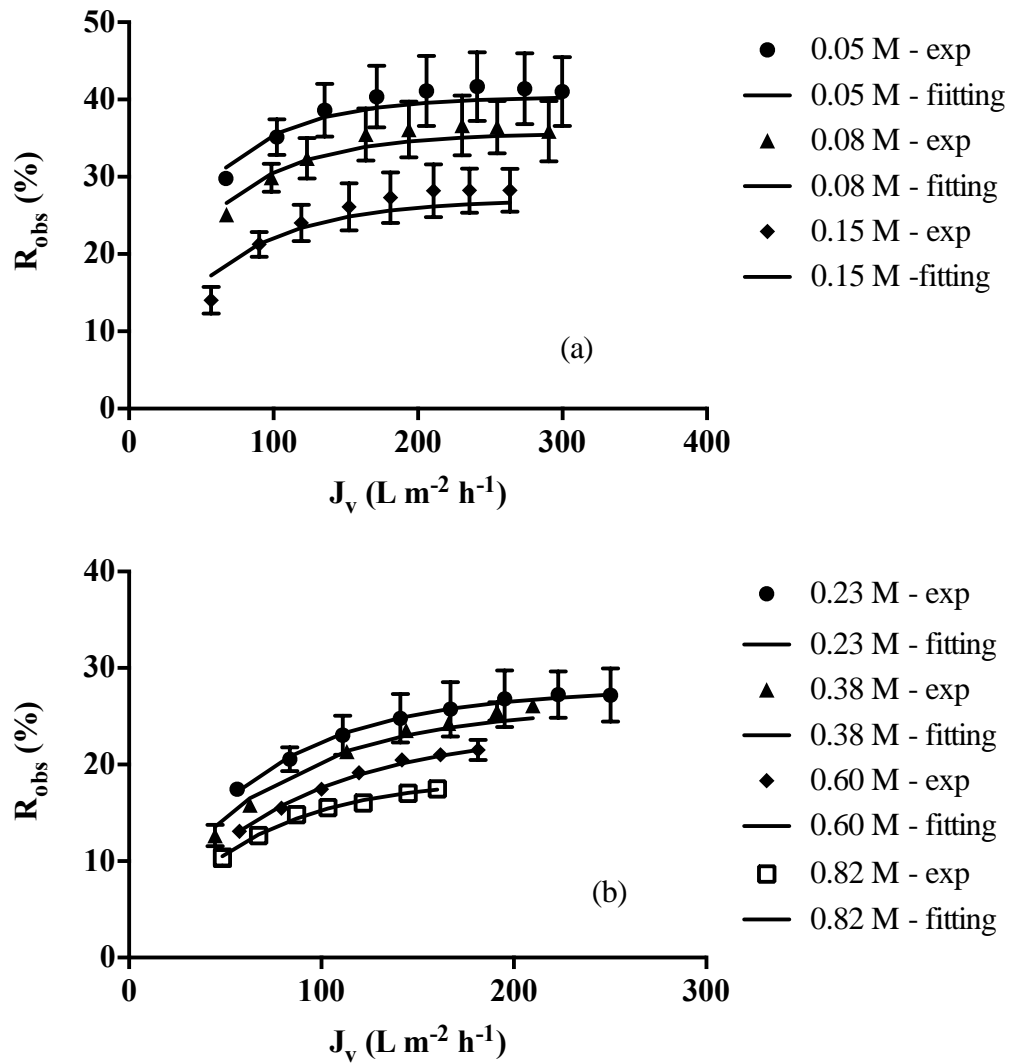 50
40
30
20
10
0
R_obs (%)
0 100 200 300 400
J_v (L m^-2 h^-1)
(a)
0.05 M - exp
0.05 M - fiitting
0.08 M - exp
0.08 M - fitting
0.15 M - exp
0.15 M -fitting
40
30
20
10
0
R_obs (%)
0 100 200 300
J_v (L m^-2 h^-1)
(b)
0.23 M - exp
0.23 M - fitting
0.38 M - exp
0.38 M - fitting
0.60 M - exp
0.60 M - fitting
0.82 M - exp
0.82 M - fitting